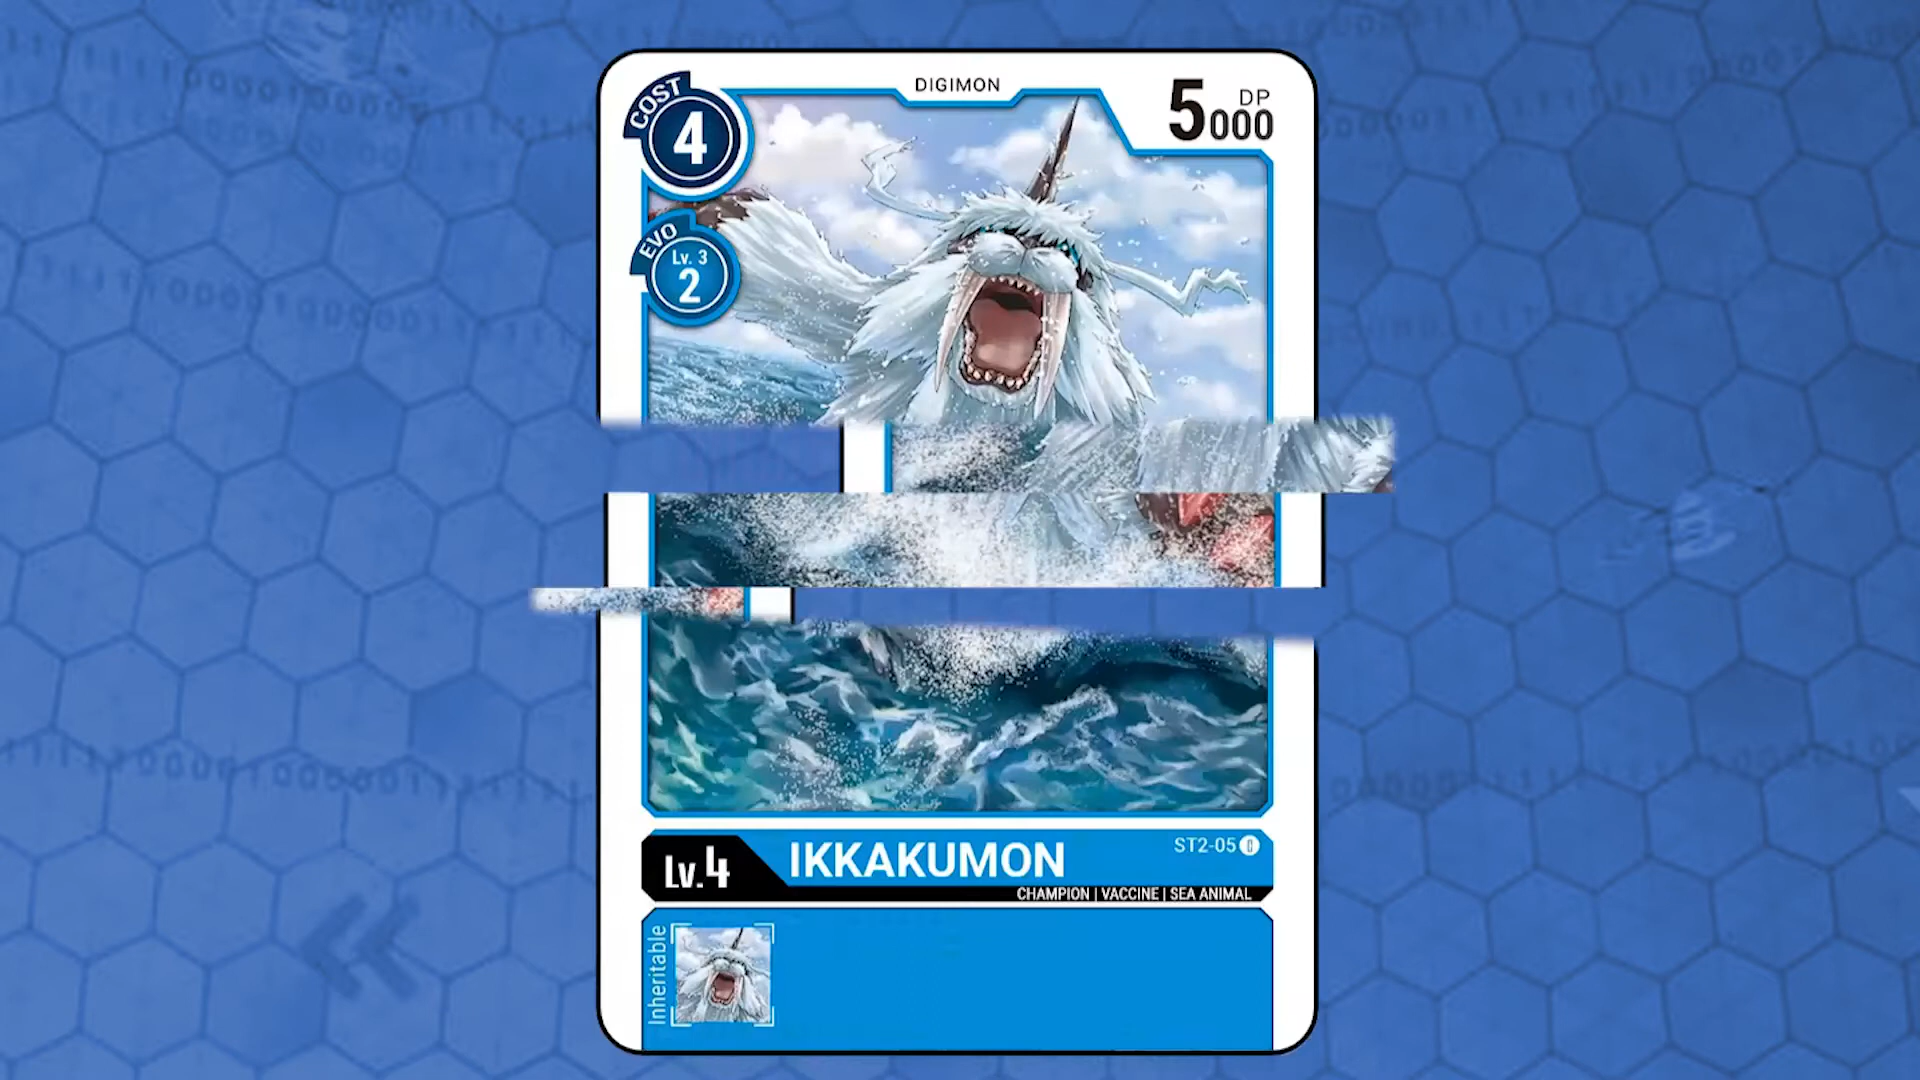 DIGIMON
COST
4
5000
DP
EVO
Lv. 3
2
Lv.4
IKKAKUMON
ST2-05 C
CHAMPION | VACCINE | SEA ANIMAL
Inheritable